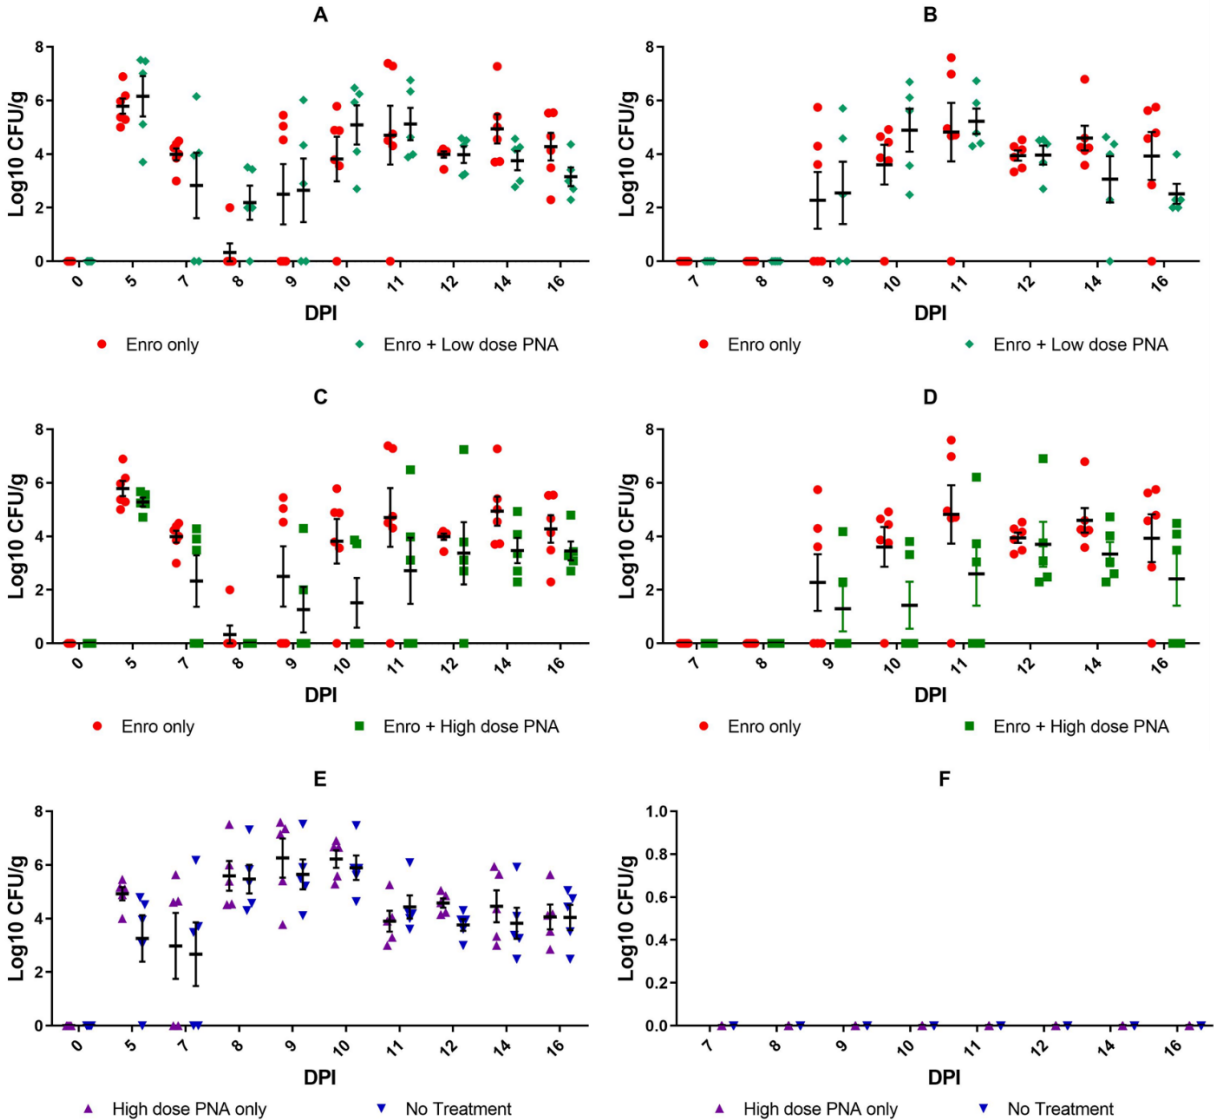 A
Log10 CFU/g
8
6
4
2
0
0 5 7 8 9 10 11 12 14 16
DPI
Enro only Enro + Low dose PNA
B
Log10 CFU/g
8
6
4
2
0
7 8 9 10 11 12 14 16
DPI
Enro only Enro + Low dose PNA
C
Log10 CFU/g
8
6
4
2
0
0 5 7 8 9 10 11 12 14 16
DPI
Enro only Enro + High dose PNA
D
Log10 CFU/g
8
6
4
2
0
7 8 9 10 11 12 14 16
DPI
Enro only Enro + High dose PNA
E
Log10 CFU/g
8
6
4
2
0
0 5 7 8 9 10 11 12 14 16
DPI
High dose PNA only No Treatment
F
Log10 CFU/g
1.0
0.8
0.6
0.4
0.2
0.0
7 8 9 10 11 12 14 16
DPI
High dose PNA only No Treatment